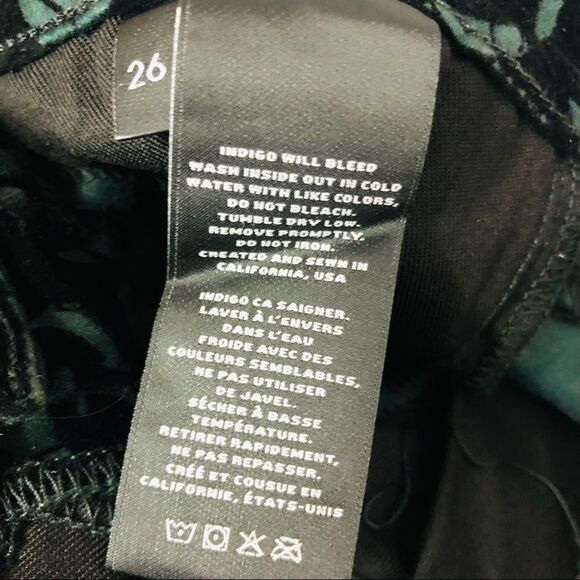 26
INDIGO WILL BLEED
WASH INSIDE OUT IN COLD
WATER WITH LIKE COLORS,
DO NOT BLEACH.
TUMBLE DRY LOW.
REMOVE PROMPTLY.
DO NOT IRON.
CREATED AND SEWN IN
CALIFORNIA, USA
INDIGO CA SAIGNER.
LAVER À L'ENVERS
DANS L'EAU
FROIDE AVEC DES
COULEURS SEMBLABLES,
NE PAS UTILISER
DE JAVEL.
SÉCHER À BASSE
TEMPÉRATURE.
RETIRER RAPIDEMENT,
NE PAS REPASSER.
CRÉÉ ET COUSUE EN
CALIFORNIE, ÉTATS-UNIS